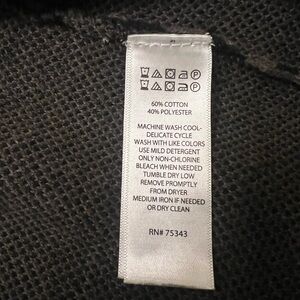 60% COTTON
40% POLYESTER
MACHINE WASH COOL-
DELICATE CYCLE
WASH WITH LIKE COLORS
USE MILD DETERGENT
ONLY NON-CHLORINE
BLEACH WHEN NEEDED
TUMBLE DRY LOW
REMOVE PROMPTLY
FROM DRYER
MEDIUM IRON IF NEEDED
OR DRY CLEAN
RN# 75343